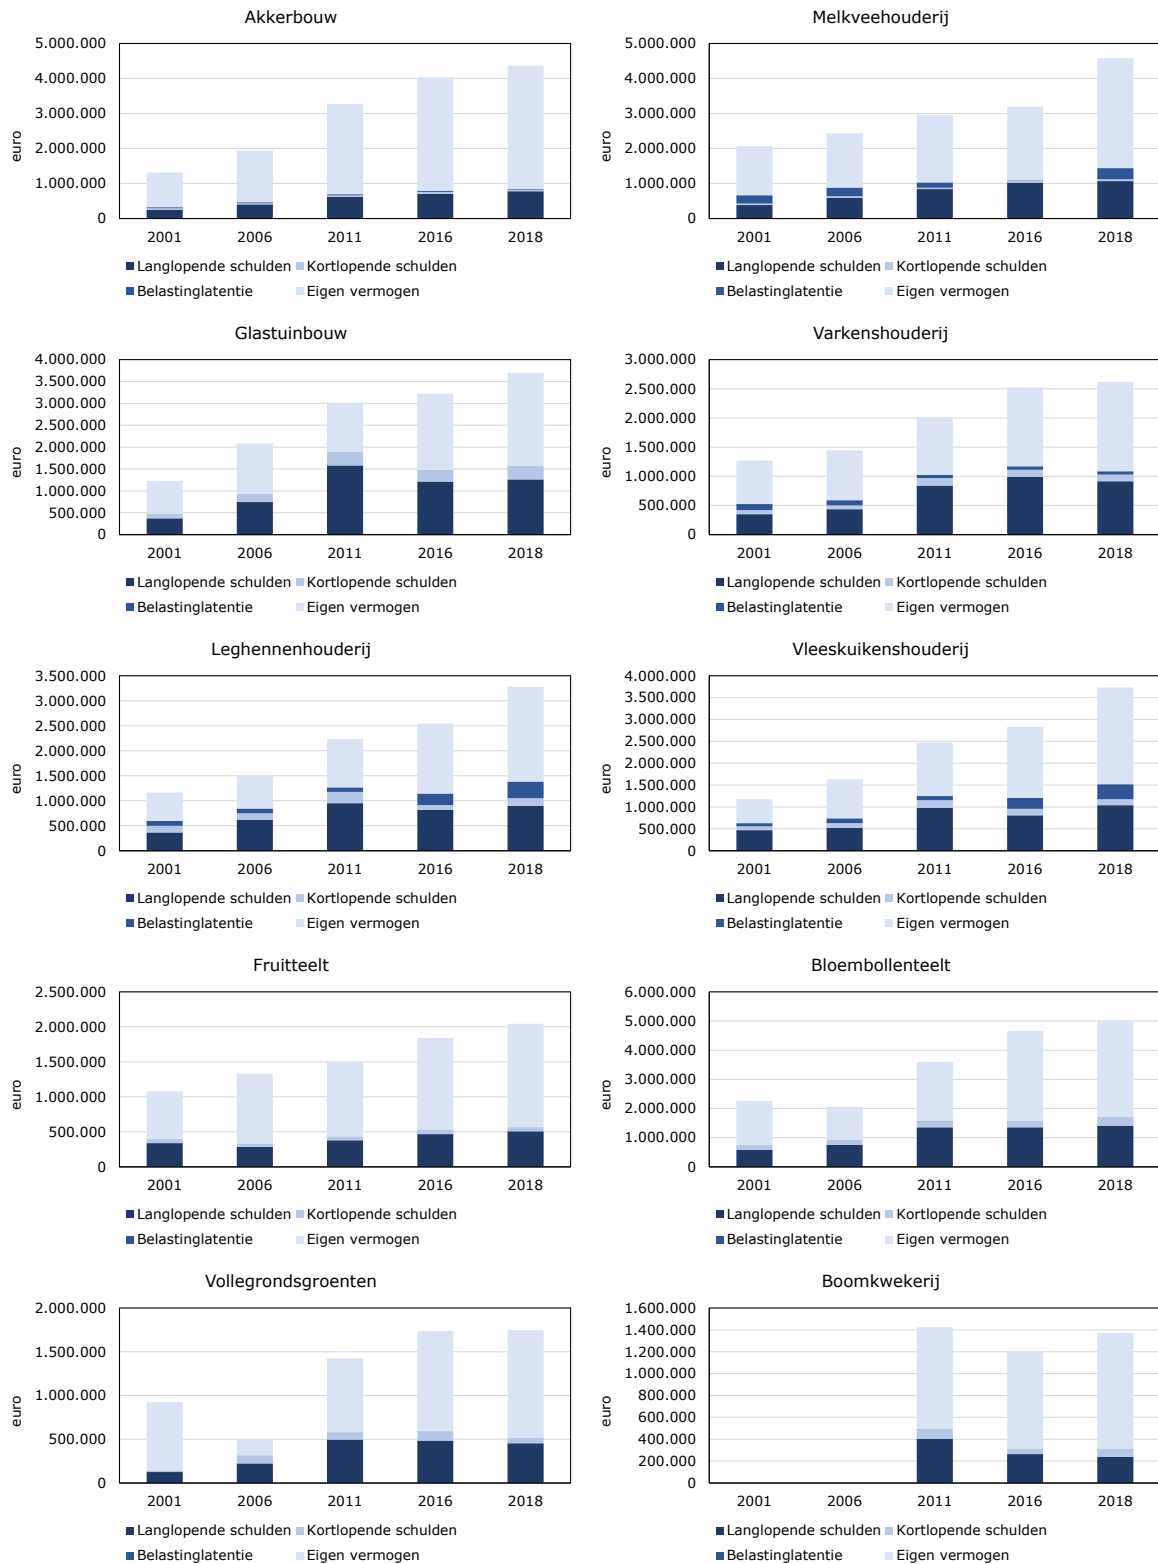 Akkerbouw
5.000.000
4.000.000
3.000.000
2.000.000
1.000.000
0
euro
2001 2006 2011 2016 2018
Langlopende schulden Kortlopende schulden
Belastinglatentie Eigen vermogen
Melkveehouderij
5.000.000
4.000.000
3.000.000
2.000.000
1.000.000
0
euro
2001 2006 2011 2016 2018
Langlopende schulden Kortlopende schulden
Belastinglatentie Eigen vermogen
Glastuinbouw
4.000.000
3.500.000
3.000.000
2.500.000
2.000.000
1.500.000
1.000.000
500.000
0
euro
2001 2006 2011 2016 2018
Langlopende schulden Kortlopende schulden
Belastinglatentie Eigen vermogen
Varkenshouderij
3.000.000
2.500.000
2.000.000
1.500.000
1.000.000
500.000
0
euro
2001 2006 2011 2016 2018
Langlopende schulden Kortlopende schulden
Belastinglatentie Eigen vermogen
Leghennenhouderij
3.500.000
3.000.000
2.500.000
2.000.000
1.500.000
1.000.000
500.000
0
euro
2001 2006 2011 2016 2018
Langlopende schulden Kortlopende schulden
Belastinglatentie Eigen vermogen
Vleeskuikenshouderij
4.000.000
3.500.000
3.000.000
2.500.000
2.000.000
1.500.000
1.000.000
500.000
0
euro
2001 2006 2011 2016 2018
Langlopende schulden Kortlopende schulden
Belastinglatentie Eigen vermogen
Fruitteelt
2.500.000
2.000.000
1.500.000
1.000.000
500.000
0
euro
2001 2006 2011 2016 2018
Langlopende schulden Kortlopende schulden
Belastinglatentie Eigen vermogen
Bloembollenteelt
6.000.000
5.000.000
4.000.000
3.000.000
2.000.000
1.000.000
0
euro
2001 2006 2011 2016 2018
Langlopende schulden Kortlopende schulden
Belastinglatentie Eigen vermogen
Vollegrondsgroenten
2.000.000
1.500.000
1.000.000
500.000
0
euro
2001 2006 2011 2016 2018
Langlopende schulden Kortlopende schulden
Belastinglatentie Eigen vermogen
Boomkwekerij
1.600.000
1.400.000
1.200.000
1.000.000
800.000
600.000
400.000
200.000
0
euro
2001 2006 2011 2016 2018
Langlopende schulden Kortlopende schulden
Belastinglatentie Eigen vermogen